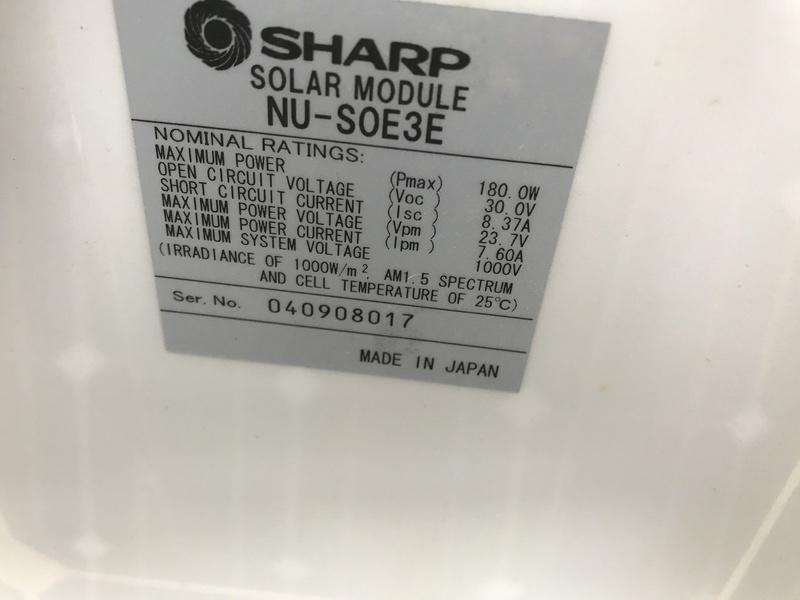 SHARP
SOLAR MODULE
NU-S0E3E
NOMINAL RATINGS:
MAXIMUM POWER (Pmax) 180.0W
OPEN CIRCUIT VOLTAGE (Voc) 30.0V
SHORT CIRCUIT CURRENT (Isc) 8.37A
MAXIMUM POWER VOLTAGE (Vpm) 23.7V
MAXIMUM POWER CURRENT (Ipm) 7.60A
MAXIMUM SYSTEM VOLTAGE 1000V
(IRRADIANCE OF 1000W/m², AM1.5 SPECTRUM
AND CELL TEMPERATURE OF 25℃)
Ser. No. 040908017
MADE IN JAPAN